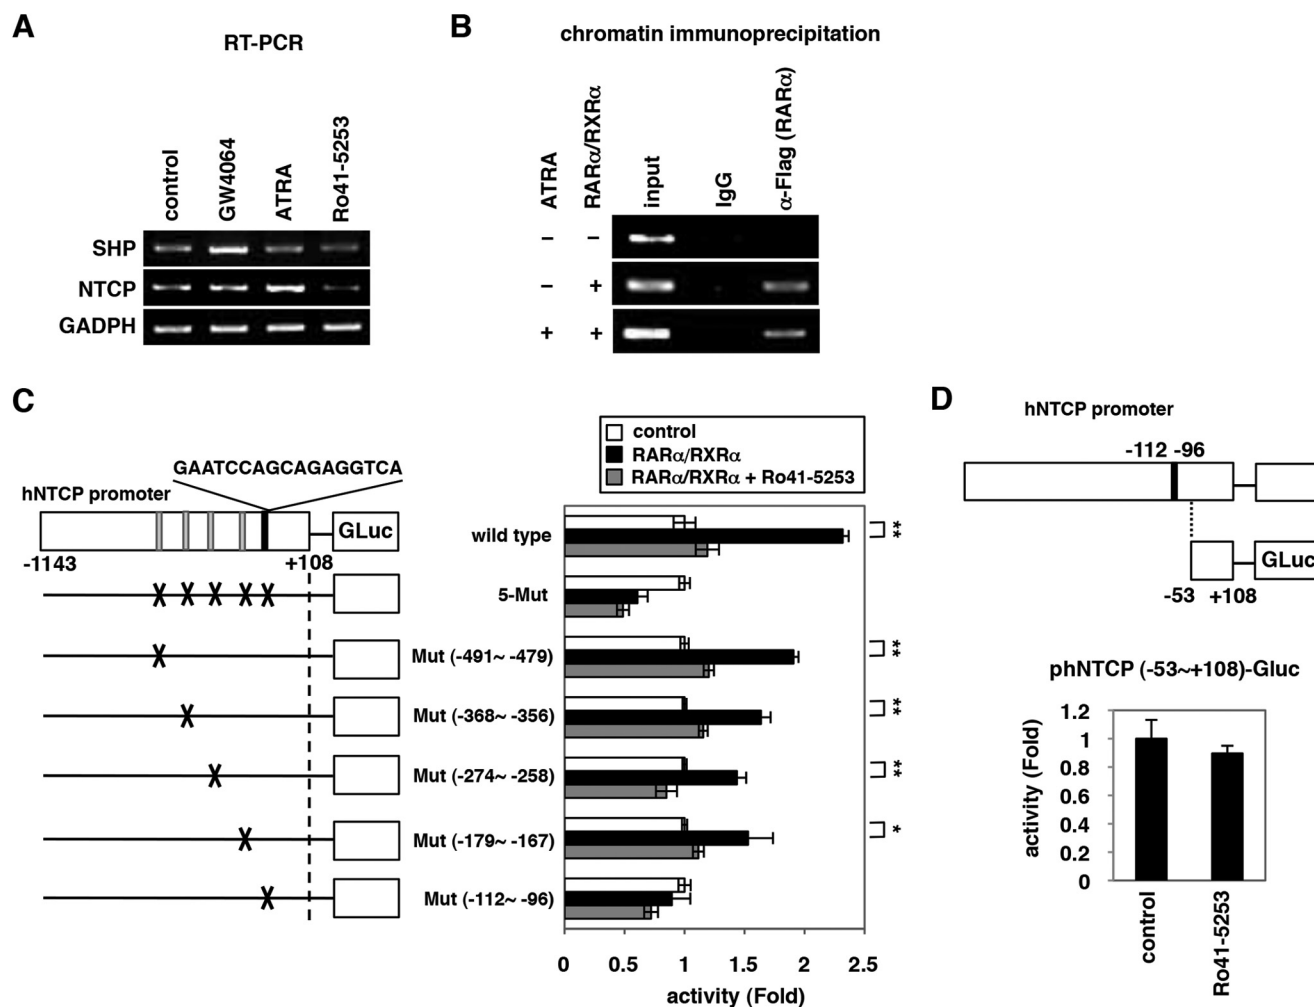 A
RT-PCR
control
GW4064
ATRA
Ro41-5253
SHP
NTCP
GADPH
B
chromatin immunoprecipitation
ATRA
RARα/RXRα
input
IgG
α-Flag (RARα)
− −
− +
+ +
C
GAATCCAGCAGAGGTCA
hNTCP promoter
GLuc
-1143
+108
control
RARα/RXRα
RARα/RXRα + Ro41-5253
wild type
**
5-Mut
Mut (-491~ -479)
**
Mut (-368~ -356)
**
Mut (-274~ -258)
**
Mut (-179~ -167)
*
Mut (-112~ -96)
0 0.5 1 1.5 2 2.5
activity (Fold)
D
hNTCP promoter
-112 -96
GLuc
-53 +108
phNTCP (-53~+108)-Gluc
activity (Fold)
1.2
1
0.8
0.6
0.4
0.2
0
control
Ro41-5253